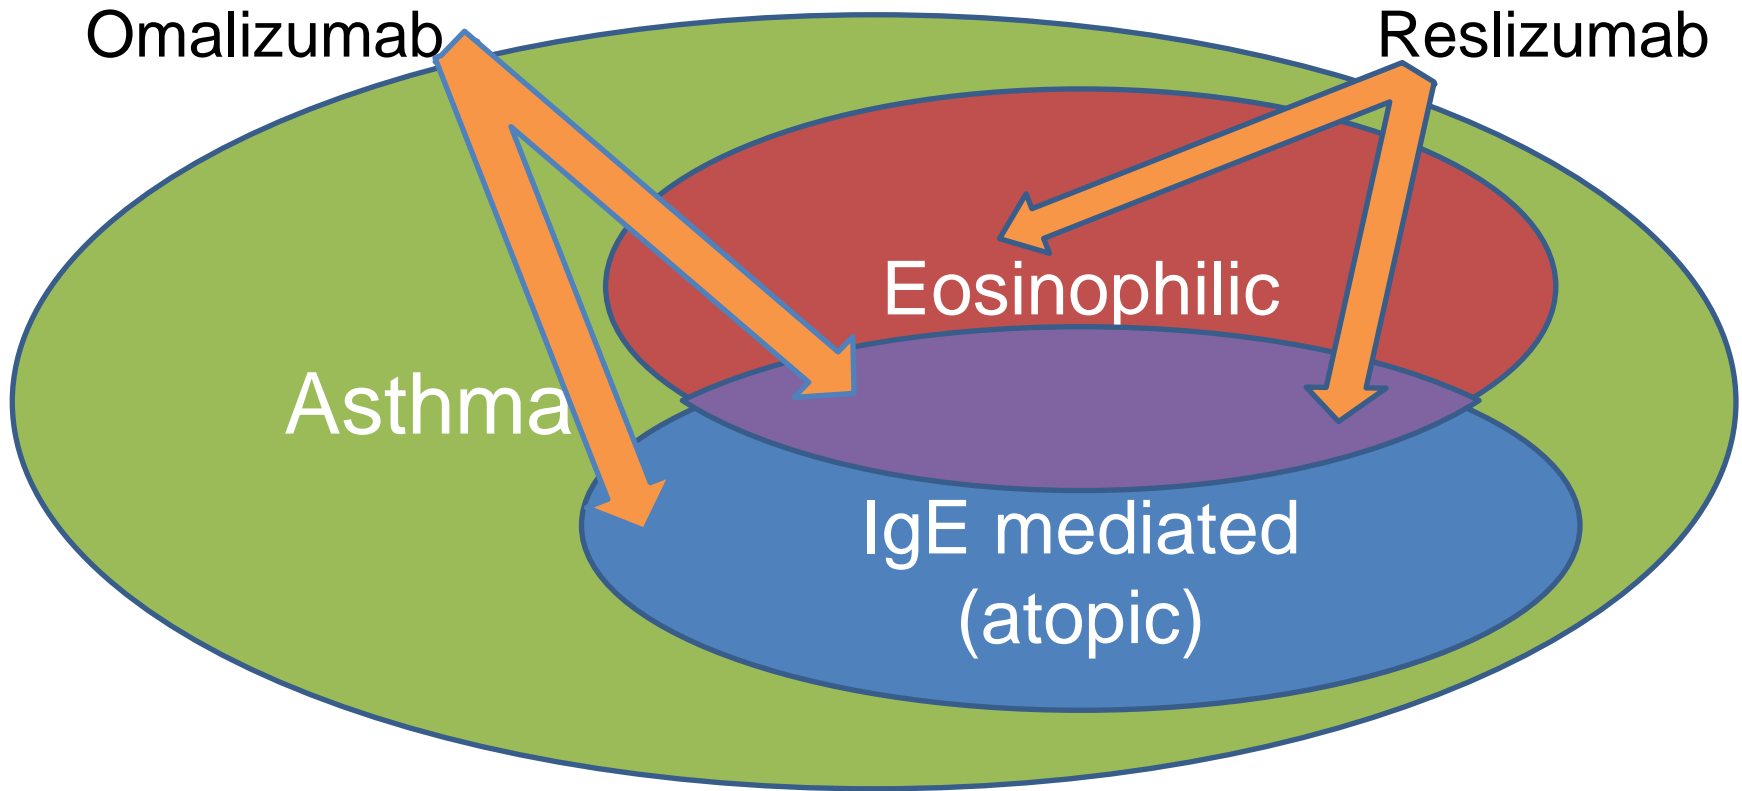 Omalizumab
Reslizumab
Eosinophilic
Asthma
IgE mediated
(atopic)